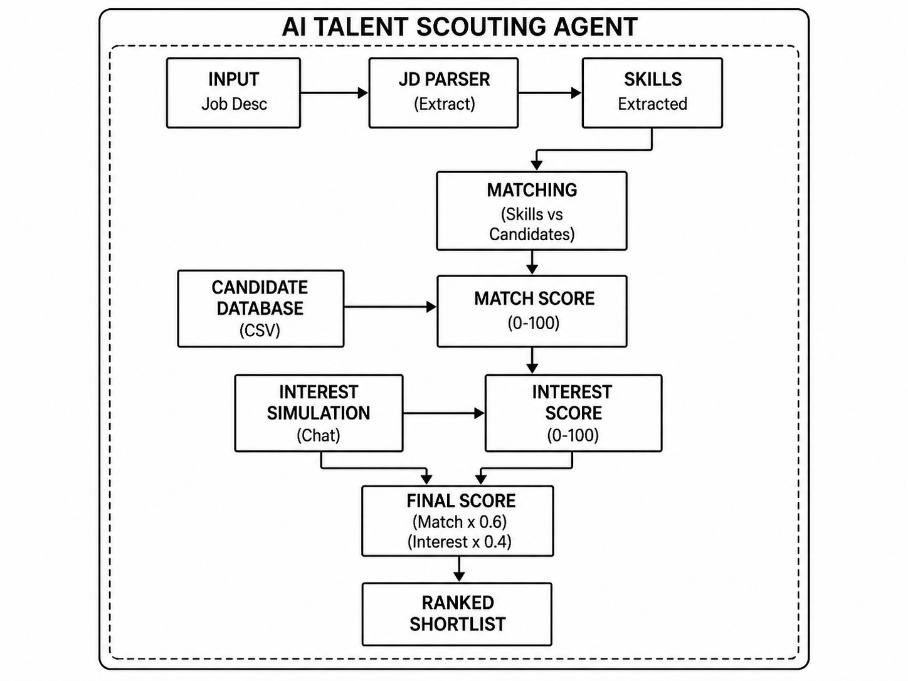 AI TALENT SCOUTING AGENT
INPUT
Job Desc
JD PARSER
(Extract)
SKILLS
Extracted
MATCHING
(Skills vs
Candidates)
CANDIDATE
DATABASE
(CSV)
MATCH SCORE
(0-100)
INTEREST
SIMULATION
(Chat)
INTEREST
SCORE
(0-100)
FINAL SCORE
(Match x 0.6)
(Interest x 0.4)
RANKED
SHORTLIST